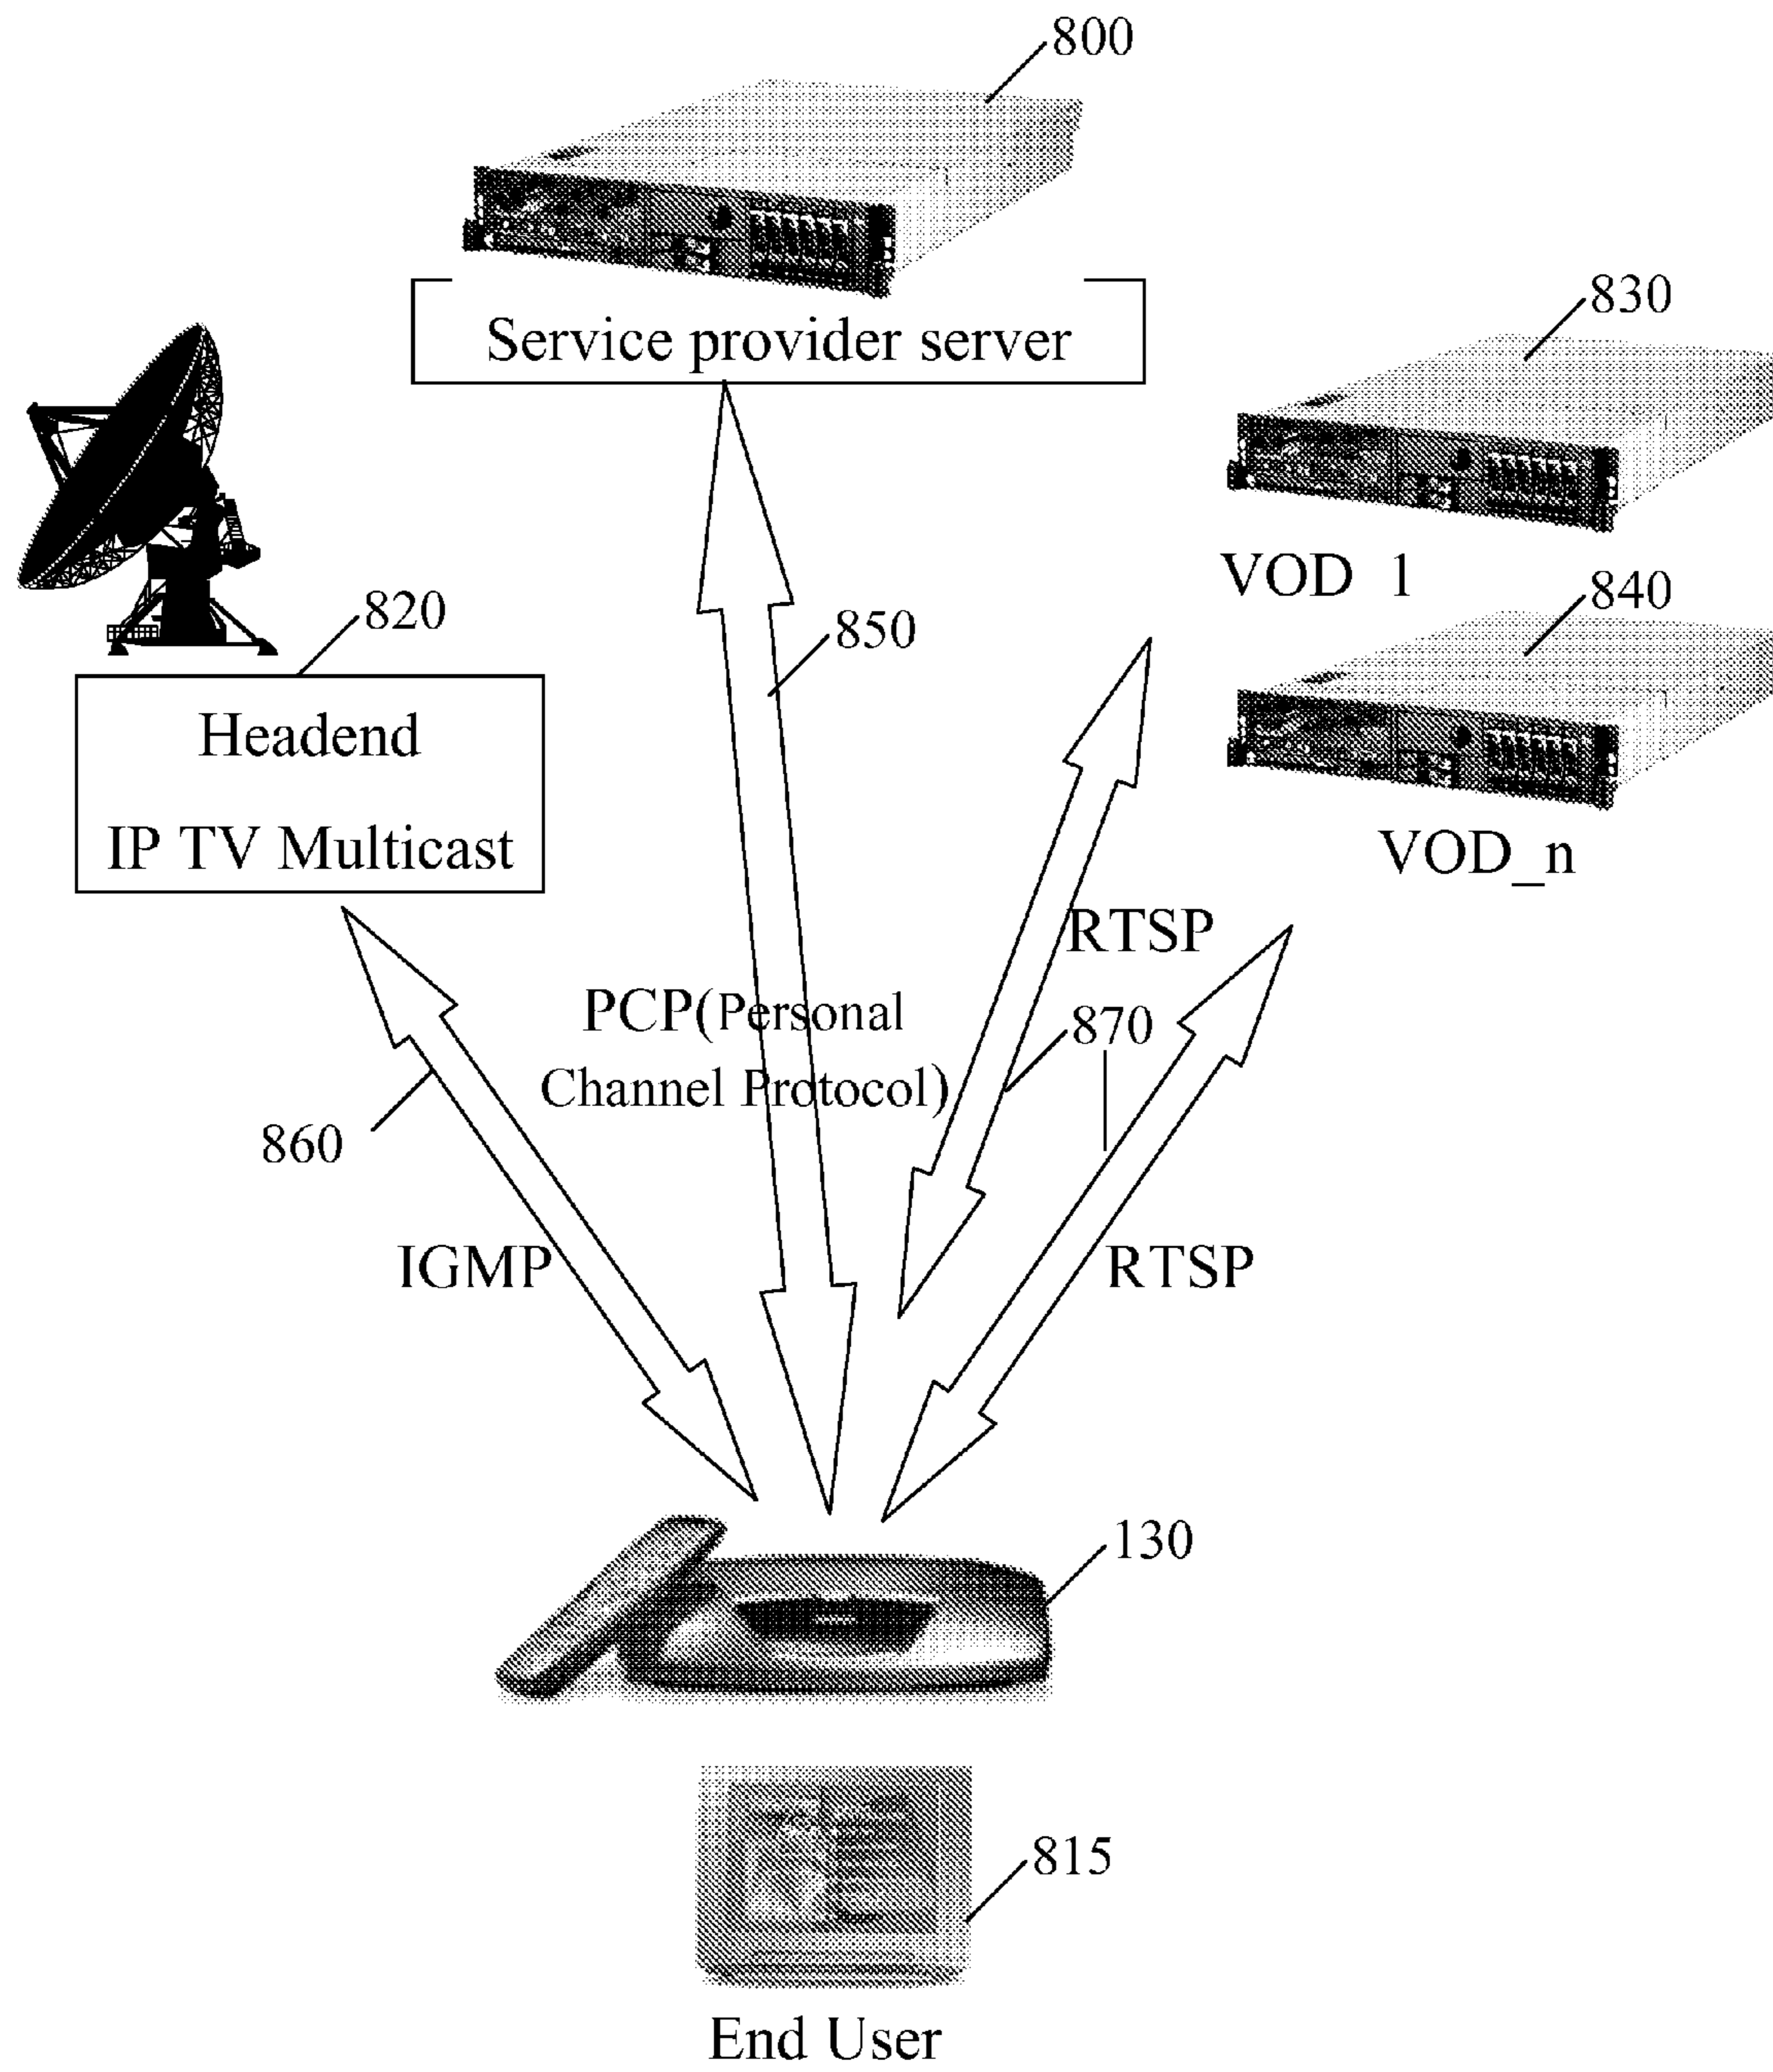 800
Service provider server
830
VOD 1
820
840
850
Headend
IP TV Multicast
VOD_n
RTSP
PCP(Personal
Channel Protocol)
870
860
IGMP
RTSP
130
815
End User